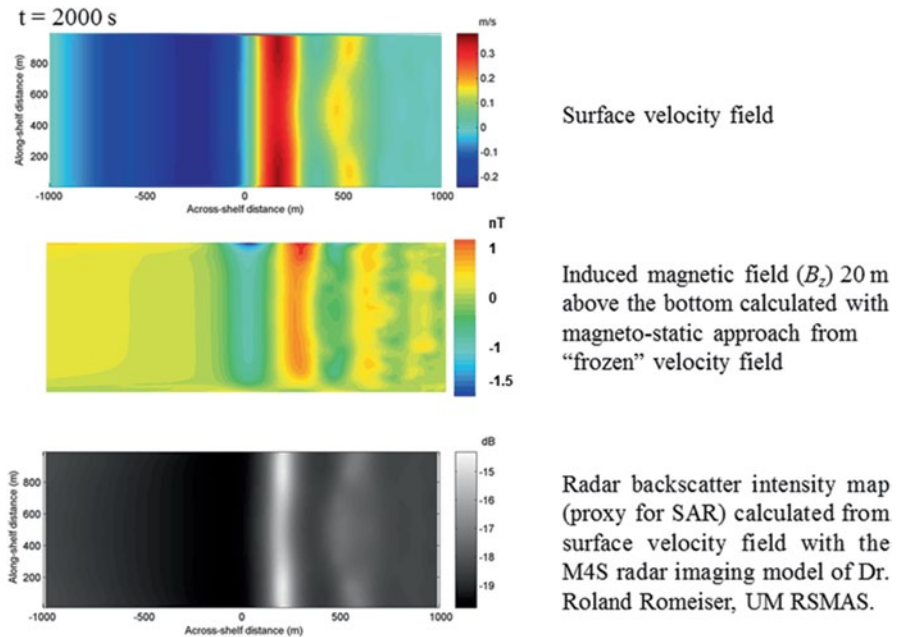 t = 2000 s
m/s
Along-shelf distance (m)
800
600
400
200
-1000
-500
0
500
1000
Across-shelf distance (m)
0.3
0.2
0.1
0
-0.1
-0.2
Surface velocity field
nT
1
0
-1
-1.5
Induced magnetic field (Bz) 20 m
above the bottom calculated with
magneto-static approach from
“frozen” velocity field
dB
Along-shelf distance (m)
800
600
400
200
-1000
-500
0
500
1000
Across-shelf distance (m)
-15
-16
-17
-18
-19
Radar backscatter intensity map
(proxy for SAR) calculated from
surface velocity field with the
M4S radar imaging model of Dr.
Roland Romeiser, UM RSMAS.